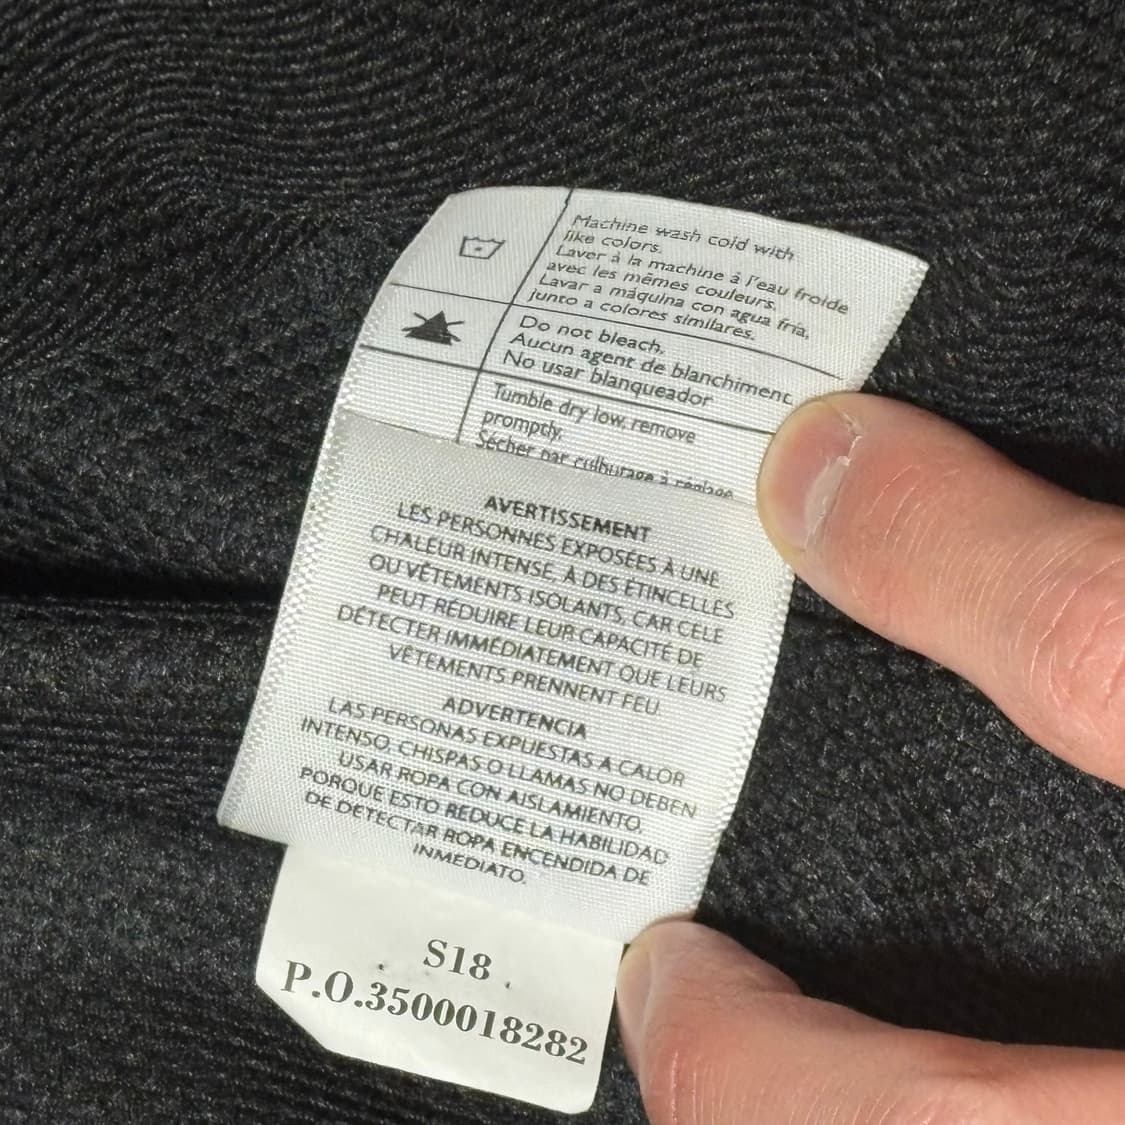 Machine wash cold with
like colors.
Laver à la machine à l'eau froide
avec les mêmes couleurs.
Lavar a máquina con agua fría,
junto a colores similares.
Do not bleach.
Aucun agent de blanchiment.
No usar blanqueador
Tumble dry low, remove
promptly.
Sécher par culburage à réglage
AVERTISSEMENT
LES PERSONNES EXPOSÉES À UNE
CHALEUR INTENSE, À DES ÉTINCELLES
OU VÊTEMENTS ISOLANTS, CAR CELE
PEUT RÉDUIRE LEUR CAPACITÉ DE
DÉTECTER IMMÉDIATEMENT QUE LEURS
VÊTEMENTS PRENNENT FEU.
ADVERTENCIA
LAS PERSONAS EXPUESTAS A CALOR
INTENSO, CHISPAS O LLAMAS NO DEBEN
USAR ROPA CON AISLAMIENTO,
PORQUE ESTO REDUCE LA HABILIDAD
DE DETECTAR ROPA ENCENDIDA DE
INMEDIATO.
S18
P.O.3500018282